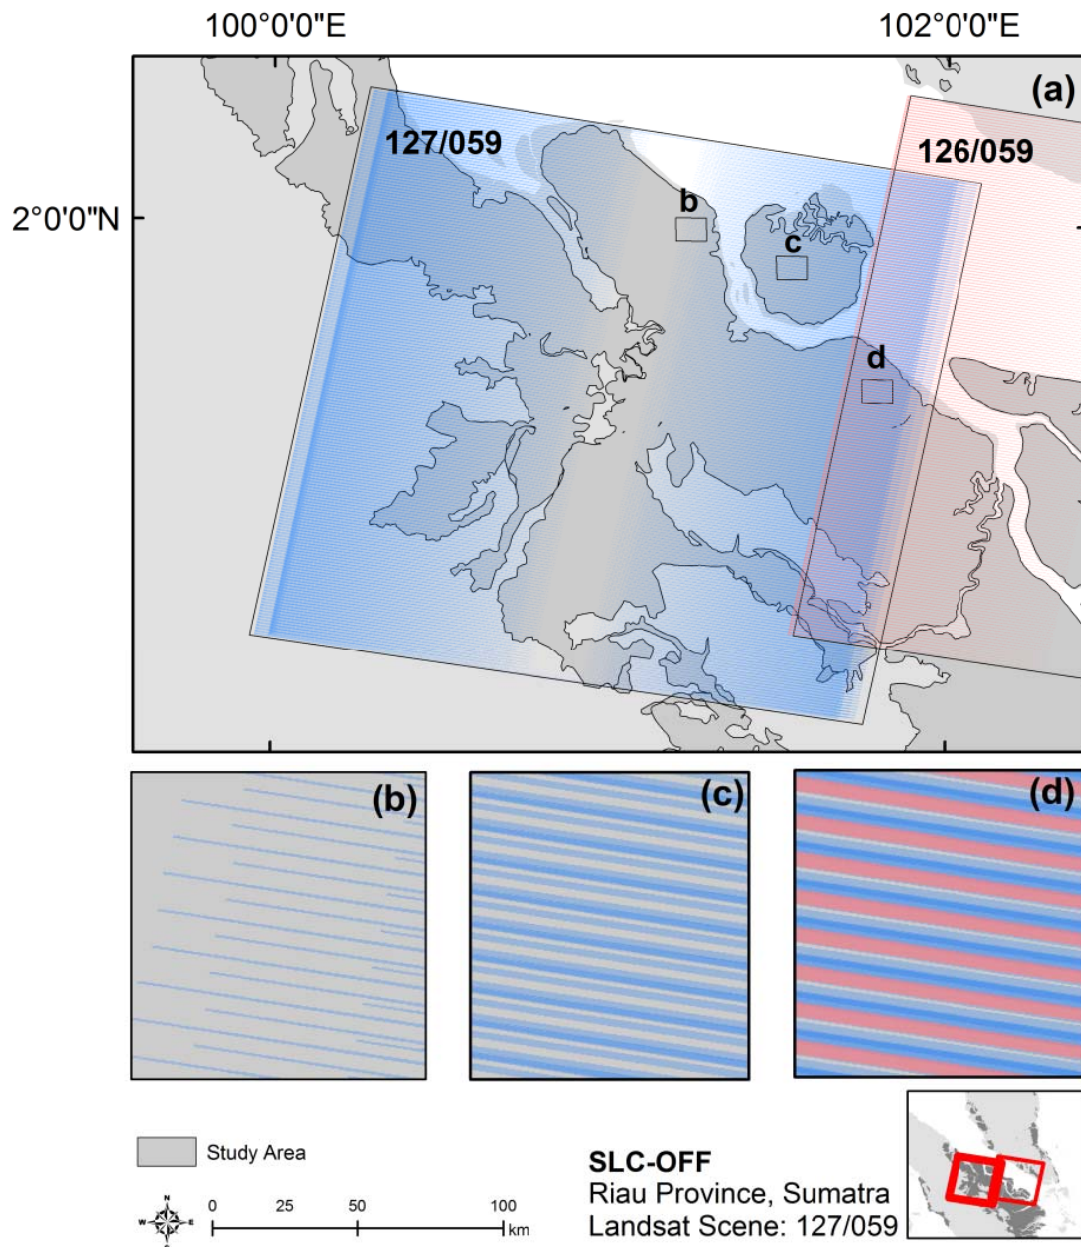 100°0'0"E 102°0'0"E
(a)
127/059 126/059
2°0'0"N
b
c
d
(b) (c) (d)
Study Area
SLC-OFF
Riau Province, Sumatra
Landsat Scene: 127/059
N
W E
S
0 25 50 100
km